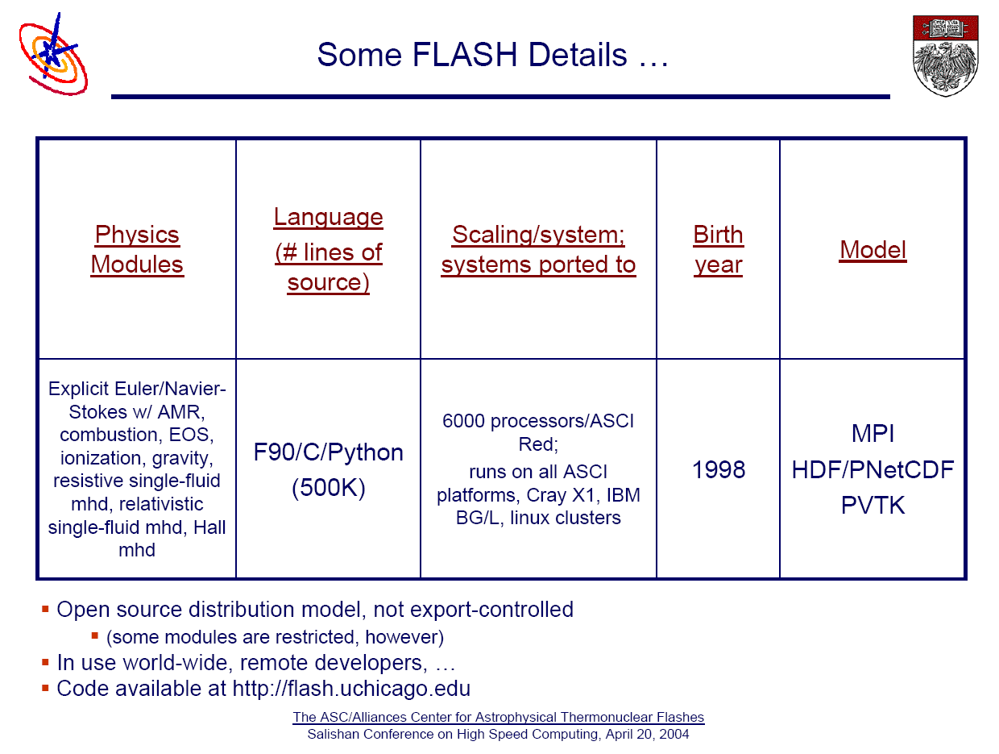 Some FLASH Details …
Physics
Modules
Language
(# lines of
source)
Scaling/system;
systems ported to
Birth
year
Model
Explicit Euler/Navier-
Stokes w/ AMR,
combustion, EOS,
ionization, gravity,
resistive single-fluid
mhd, relativistic
single-fluid mhd, Hall
mhd
F90/C/Python
(500K)
6000 processors/ASCI
Red;
runs on all ASCI
platforms, Cray X1, IBM
BG/L, linux clusters
1998
MPI
HDF/PNetCDF
PVTK
▪ Open source distribution model, not export-controlled
▪ (some modules are restricted, however)
▪ In use world-wide, remote developers, …
▪ Code available at http://flash.uchicago.edu
The ASC/Alliances Center for Astrophysical Thermonuclear Flashes
Salishan Conference on High Speed Computing, April 20, 2004